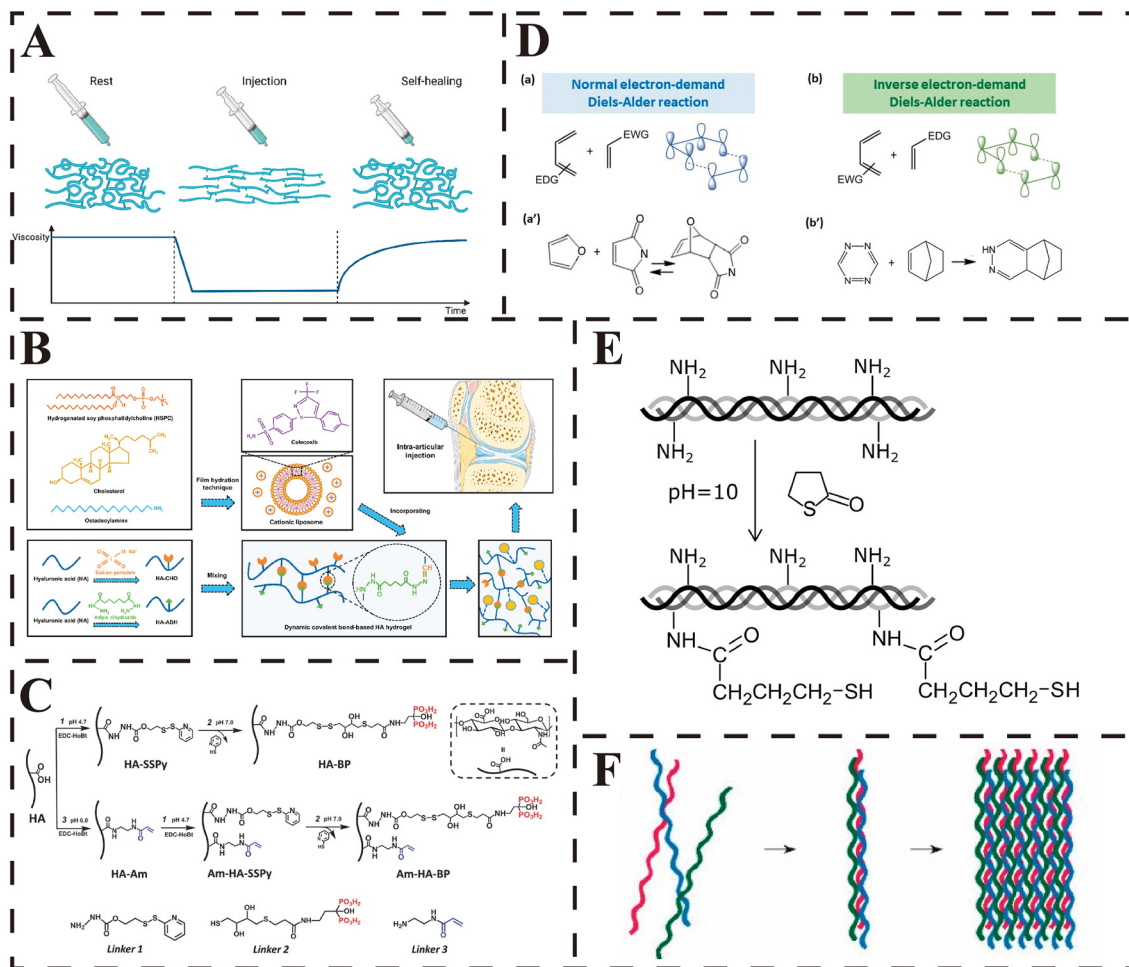 A
Rest
Injection
Self-healing
Viscosity
Time
D
(a)
Normal electron-demand
Diels-Alder reaction
(b)
Inverse electron-demand
Diels-Alder reaction
EDG
+
EWG
EWG
+
EDG
(a')
O
+
O
N
O
O
O
N
O
(b')
N
N
N
N
+
HN
N
B
Hydrogenated soy phosphatidylcholine (HSPC)
Cholesterol
Ostadecylamine
Film hydration
technique
Celecoxib
Cationic liposome
Incorporating
Intra-articular
injection
Hyaluronic acid (HA)
Sodium periodate
HA-CHO
Hyaluronic acid (HA)
Adipic dihydrazide
HA-ADH
Mixing
Dynamic covalent bond-based HA hydrogel
C
1 pH 4.7
EDC-HoBt
2 pH 7.0
HA-SSPy
HA-BP
HA
3 pH 6.0
EDC-HoBt
1 pH 4.7
EDC-HoBt
2 pH 7.0
HA-Am
Am-HA-SSPy
Am-HA-BP
Linker 1
Linker 2
Linker 3
E
NH2
NH2
NH2
NH2
NH2
pH=10
S
O
NH2
NH2
NH2
NH
O
C
CH2CH2CH2-SH
NH
O
C
CH2CH2CH2-SH
F